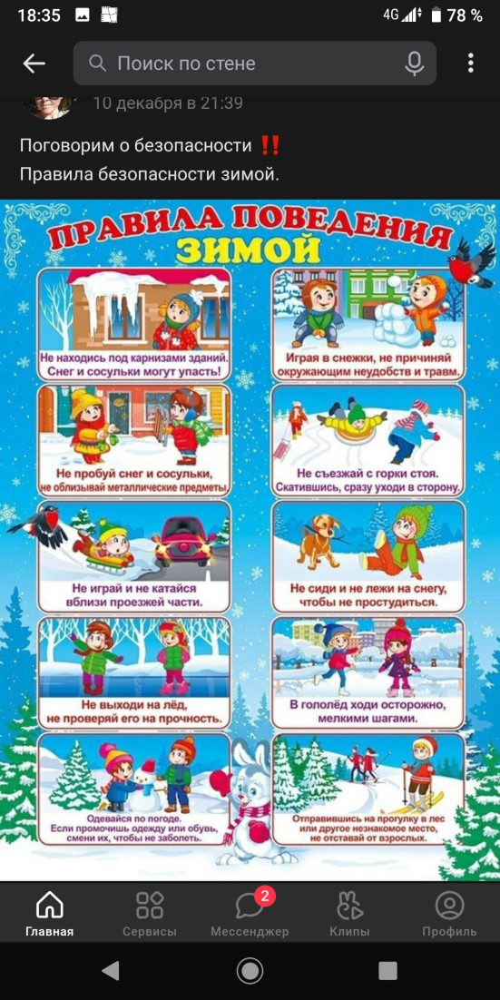 18:35
4G
78 %
Поиск по стене
10 декабря в 21:39
Поговорим о безопасности ‼️
Правила безопасности зимой.
ПРАВИЛА ПОВЕДЕНИЯ
ЗИМОЙ
Не находись под карнизами зданий.
Снег и сосульки могут упасть!
Играя в снежки, не причиняй
окружающим неудобств и травм.
Не пробуй снег и сосульки,
не облизывай металлические предметы.
Не съезжай с горки стоя.
Скатившись, сразу уходи в сторону.
Не играй и не катайся
вблизи проезжей части.
Не сиди и не лежи на снегу,
чтобы не простудиться.
Не выходи на лёд,
не проверяй его на прочность.
В гололёд ходи осторожно,
мелкими шагами.
Одевайся по погоде.
Если промочишь одежду или обувь,
смени их, чтобы не заболеть.
Отправившись на прогулку в лес
или другое незнакомое место,
не отставай от взрослых.
2
Главная
Сервисы
Мессенджер
Клипы
Профиль